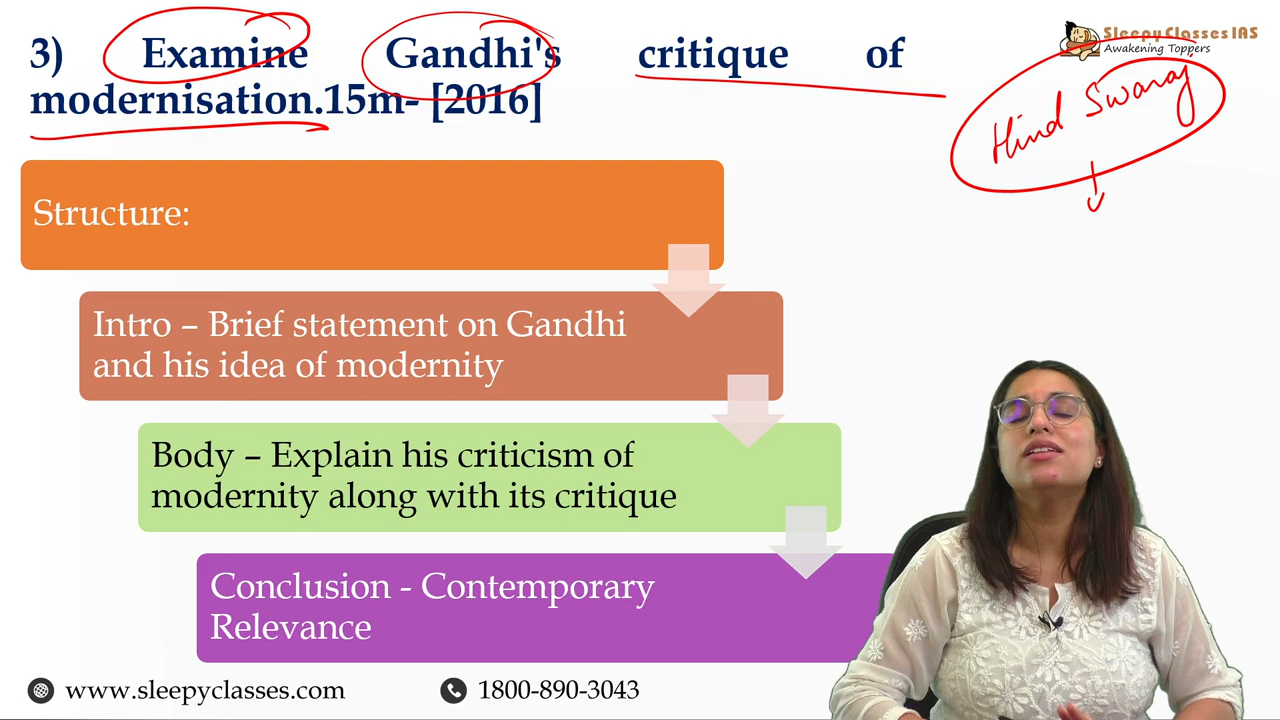 3) Examine Gandhi's critique of
modernisation.15m- [2016]
SleepyClasses IAS
Awakening Toppers
Hind Swaraj
Structure:
Intro – Brief statement on Gandhi
and his idea of modernity
Body – Explain his criticism of
modernity along with its critique
Conclusion - Contemporary
Relevance
www.sleepyclasses.com
1800-890-3043